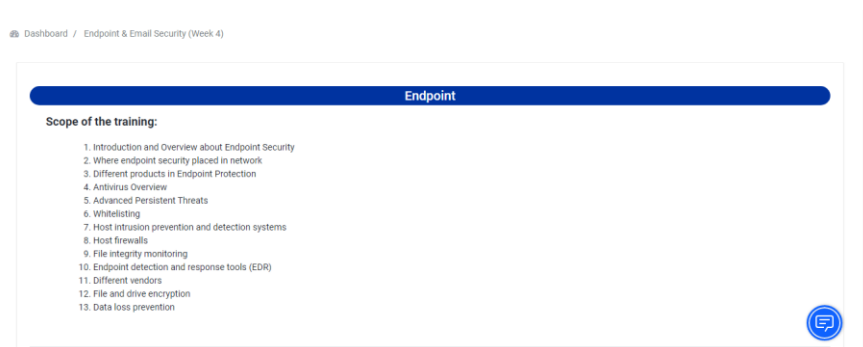 Dashboard / Endpoint & Email Security (Week 4)
Endpoint
Scope of the training:
1. Introduction and Overview about Endpoint Security
2. Where endpoint security placed in network
3. Different products in Endpoint Protection
4. Antivirus Overview
5. Advanced Persistent Threats
6. Whitelisting
7. Host intrusion prevention and detection systems
8. Host firewalls
9. File integrity monitoring
10. Endpoint detection and response tools (EDR)
11. Different vendors
12. File and drive encryption
13. Data loss prevention